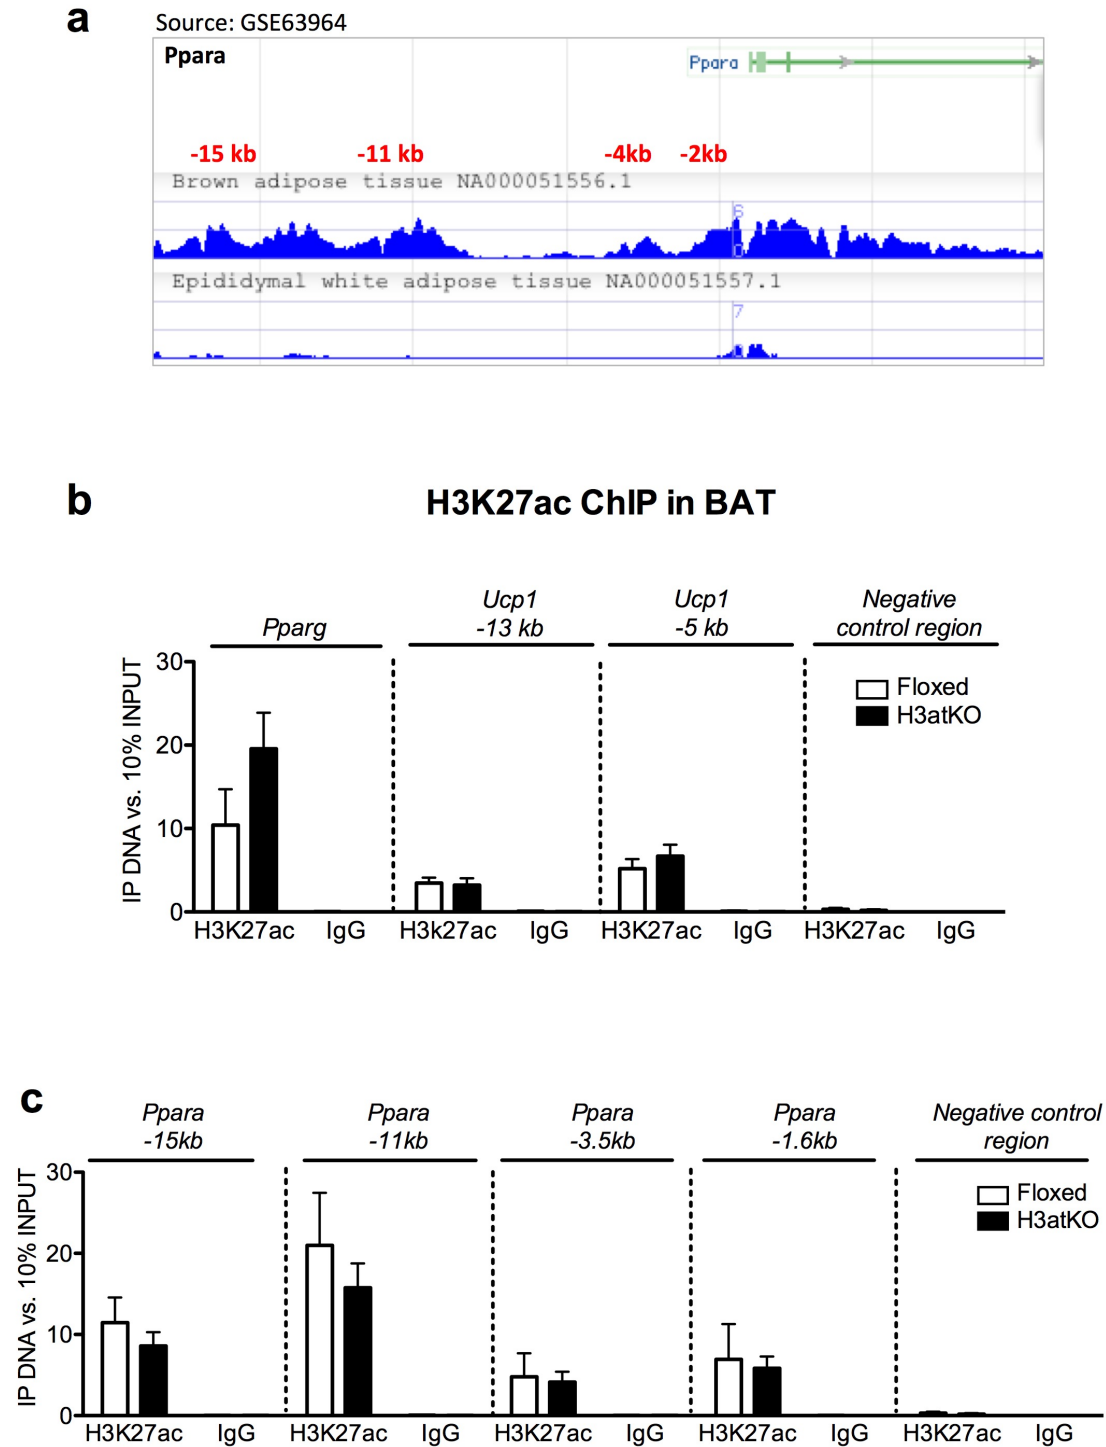 a
Source: GSE63964
Ppara
Ppara
-15 kb -11 kb -4kb -2kb
Brown adipose tissue NA000051556.1
6
0
Epididymal white adipose tissue NA000051557.1
7
0
b
H3K27ac ChIP in BAT
Pparg
Ucp1
-13 kb
Ucp1
-5 kb
Negative
control region
IP DNA vs. 10% INPUT
30
20
10
0
Floxed
H3atKO
H3K27ac IgG H3k27ac IgG H3K27ac IgG H3K27ac IgG
c
Ppara
-15kb
Ppara
-11kb
Ppara
-3.5kb
Ppara
-1.6kb
Negative control
region
IP DNA vs. 10% INPUT
30
20
10
0
Floxed
H3atKO
H3K27ac IgG H3K27ac IgG H3K27ac IgG H3K27ac IgG H3K27ac IgG